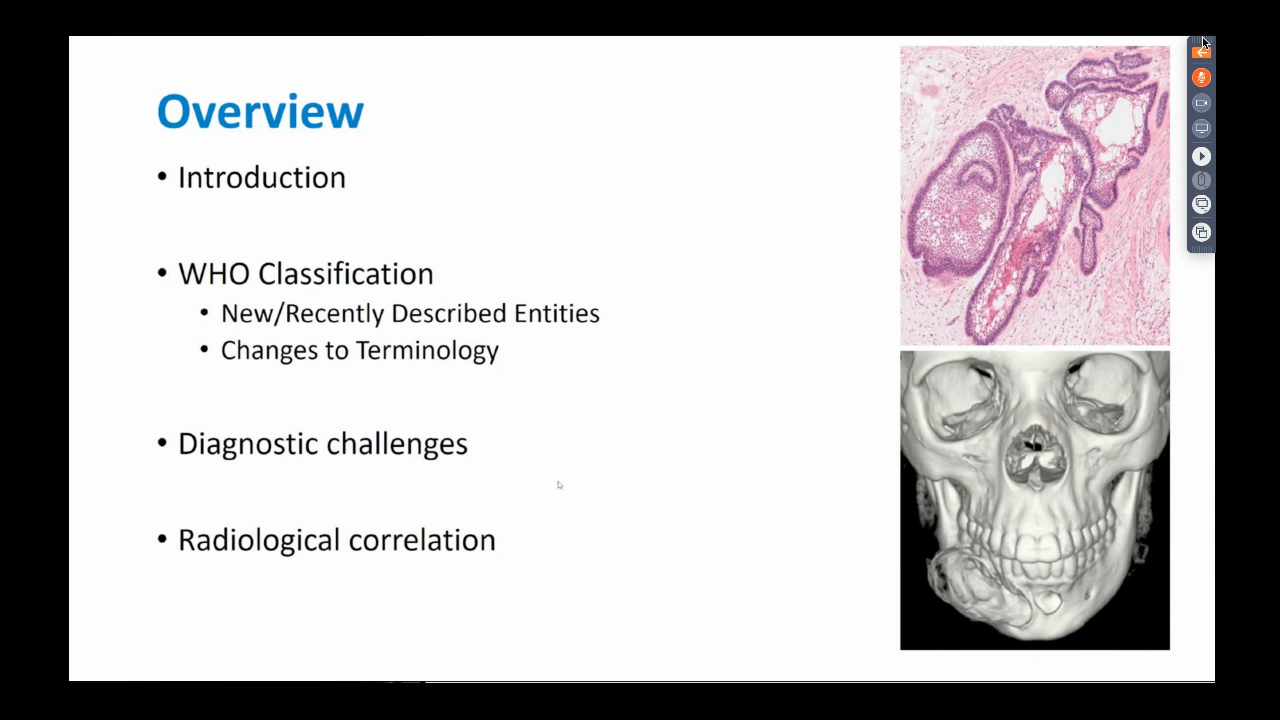 Overview
• Introduction
• WHO Classification
• New/Recently Described Entities
• Changes to Terminology
• Diagnostic challenges
• Radiological correlation